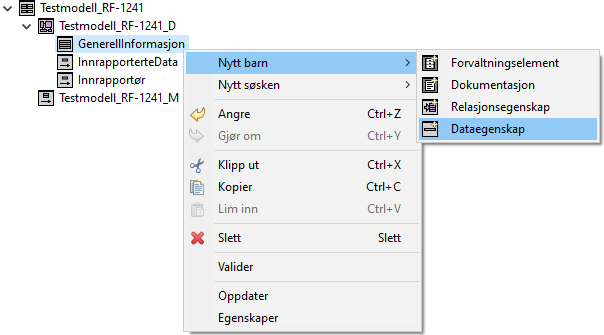 Testmodell_RF-1241
Testmodell_RF-1241_D
GenerellInformasjon
InnrapporterteData
Innrapportør
Testmodell_RF-1241_M
Nytt barn
Nytt søsken
Angre Ctrl+Z
Gjør om Ctrl+Y
Klipp ut Ctrl+X
Kopier Ctrl+C
Lim inn Ctrl+V
Slett Slett
Valider
Oppdater
Egenskaper
Forvaltningselement
Dokumentasjon
Relasjonsegenskap
Dataegenskap